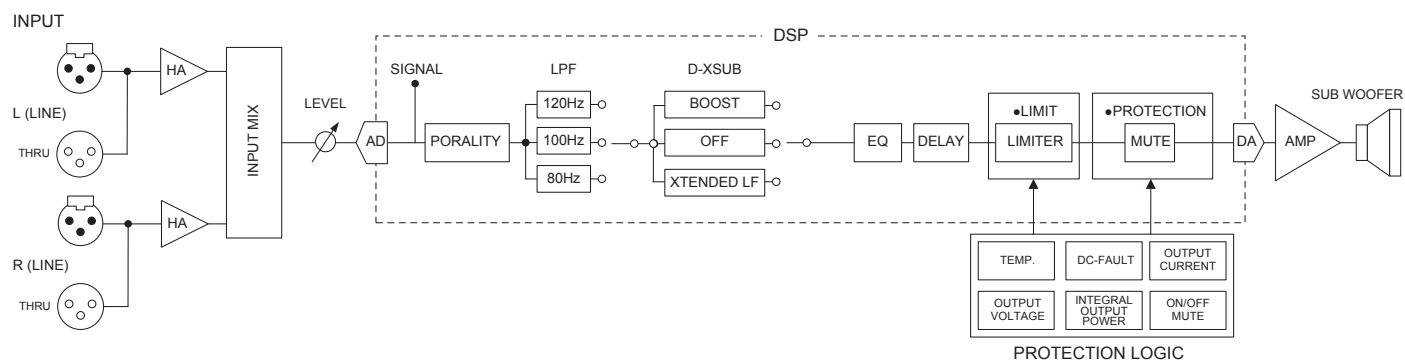 INPUT
L (LINE)
THRU
R (LINE)
THRU
HA
HA
INPUT MIX
LEVEL
DSP
AD
SIGNAL
PORALITY
LPF
120Hz
100Hz
80Hz
D-XSUB
BOOST
OFF
XTENDED LF
EQ
DELAY
●LIMIT
LIMITER
●PROTECTION
MUTE
DA
AMP
SUB WOOFER
TEMP.
DC-FAULT
OUTPUT
CURRENT
OUTPUT
VOLTAGE
INTEGRAL
OUTPUT
POWER
ON/OFF
MUTE
PROTECTION LOGIC